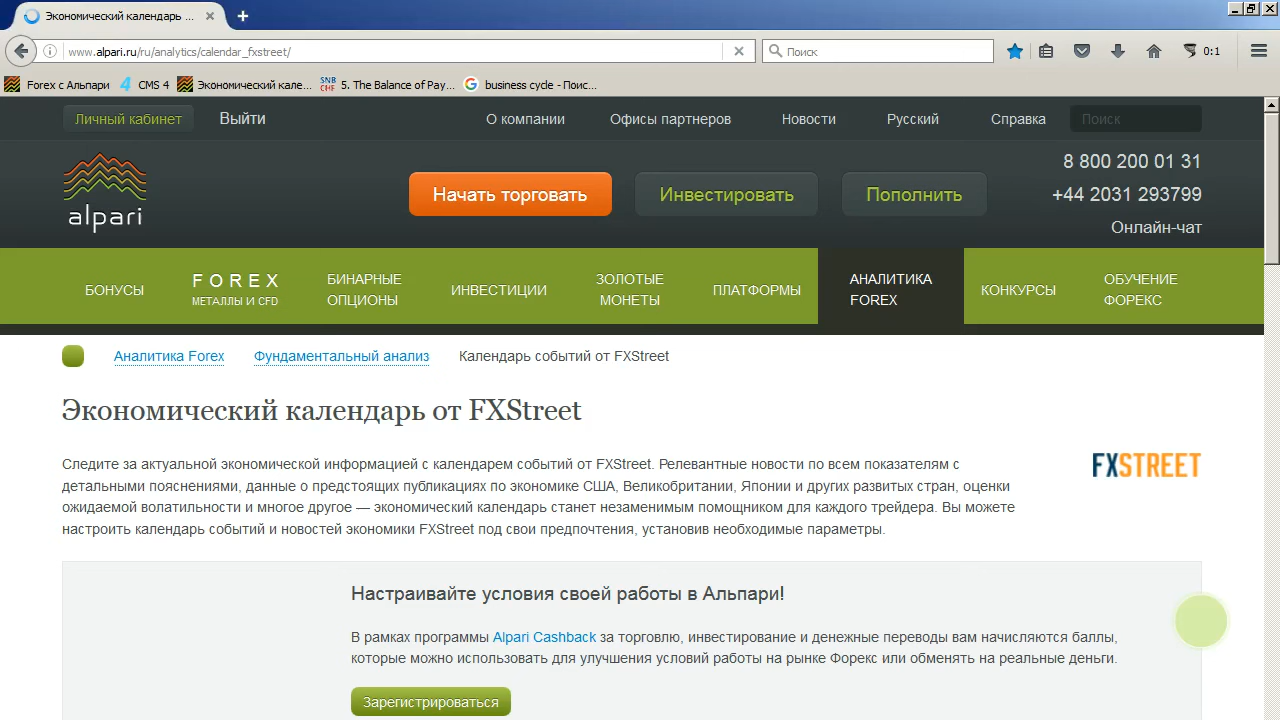 Экономический календарь ...
www.alpari.ru/ru/analytics/calendar_fxstreet/
Поиск
0:1
Forex с Альпари
CMS 4
Экономический кале...
SNB CHF
5. The Balance of Pay...
business cycle - Поис...
Личный кабинет
Выйти
О компании
Офисы партнеров
Новости
Русский
Справка
Поиск
alpari
Начать торговать
Инвестировать
Пополнить
8 800 200 01 31
+44 2031 293799
Онлайн-чат
БОНУСЫ
FOREX
МЕТАЛЛЫ И CFD
БИНАРНЫЕ
ОПЦИОНЫ
ИНВЕСТИЦИИ
ЗОЛОТЫЕ
МОНЕТЫ
ПЛАТФОРМЫ
АНАЛИТИКА
FOREX
КОНКУРСЫ
ОБУЧЕНИЕ
ФОРЕКС
Аналитика Forex
Фундаментальный анализ
Календарь событий от FXStreet
Экономический календарь от FXStreet
Следите за актуальной экономической информацией с календарем событий от FXStreet. Релевантные новости по всем показателям с
детальными пояснениями, данные о предстоящих публикациях по экономике США, Великобритании, Японии и других развитых стран, оценки
ожидаемой волатильности и многое другое — экономический календарь станет незаменимым помощником для каждого трейдера. Вы можете
настроить календарь событий и новостей экономики FXStreet под свои предпочтения, установив необходимые параметры.
FXSTREET
Настраивайте условия своей работы в Альпари!
В рамках программы Alpari Cashback за торговлю, инвестирование и денежные переводы вам начисляются баллы,
которые можно использовать для улучшения условий работы на рынке Форекс или обменять на реальные деньги.
Зарегистрироваться